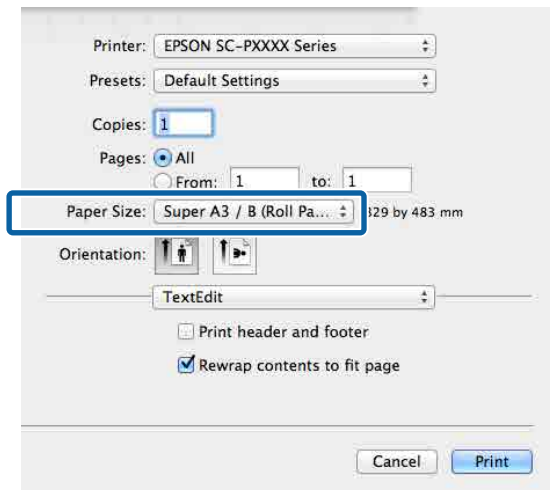 Printer: EPSON SC-PXXXX Series
Presets: Default Settings
Copies: 1
Pages: All
From: 1 to: 1
Paper Size: Super A3 / B (Roll Pa... 329 by 483 mm
Orientation:
TextEdit
Print header and footer
Rewrap contents to fit page
Cancel Print